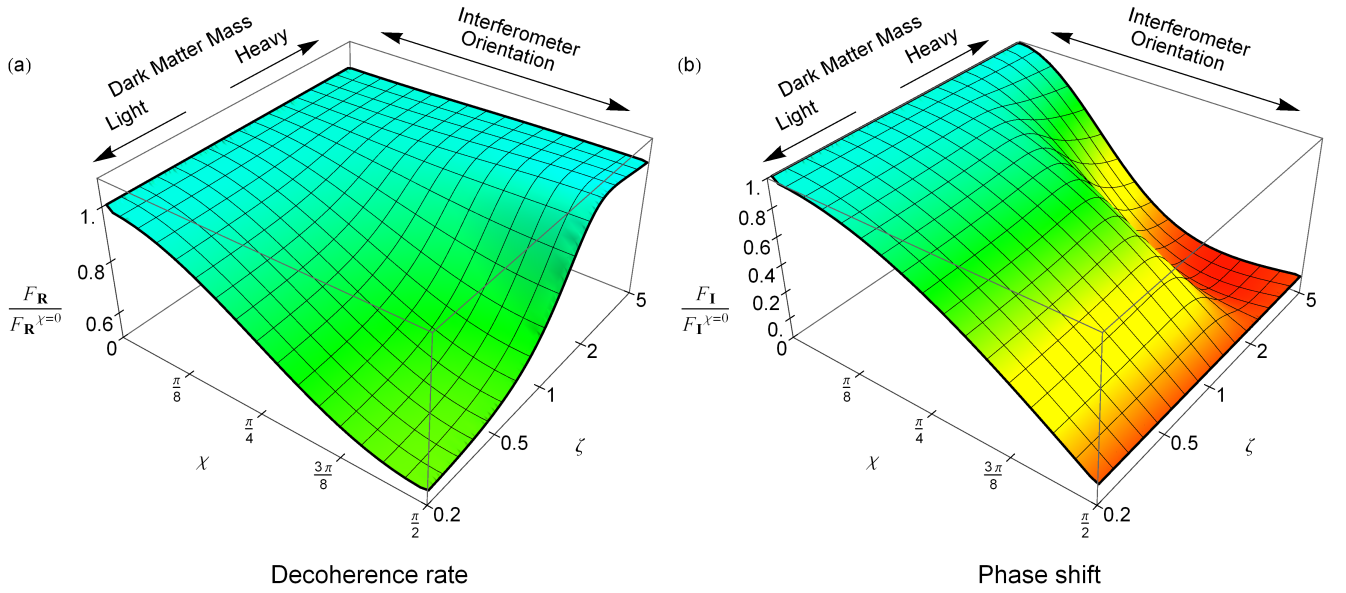 (a)
Dark Matter Mass
Light
Heavy
Interferometer
Orientation
1.
0.8
0.6
F_R
F_R^χ=0
0
π/8
π/4
3π/8
π/2
χ
0.2
0.5
1
2
5
ζ
Decoherence rate
(b)
Dark Matter Mass
Light
Heavy
Interferometer
Orientation
1.
0.8
0.6
0.4
0.2
0.
F_I
F_I^χ=0
0
π/8
π/4
3π/8
π/2
χ
0.2
0.5
1
2
5
ζ
Phase shift